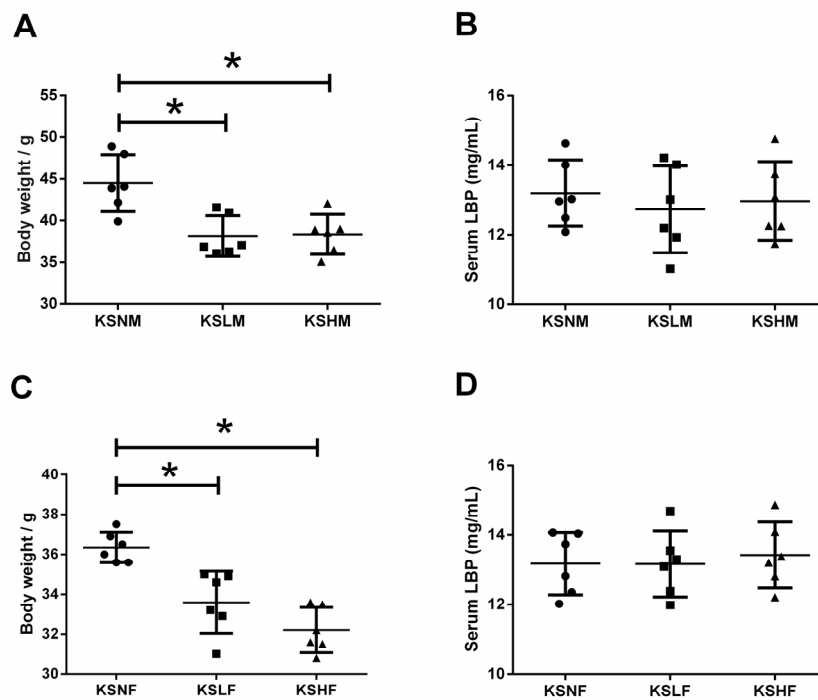 A
*
*
Body weight / g
55
50
45
40
35
30
KSNM KSLM KSHM
B
Serum LBP (mg/mL)
16
14
12
10
KSNM KSLM KSHM
C
*
*
Body weight / g
40
38
36
34
32
30
KSNF KSLF KSHF
D
Serum LBP (mg/mL)
16
14
12
10
KSNF KSLF KSHF